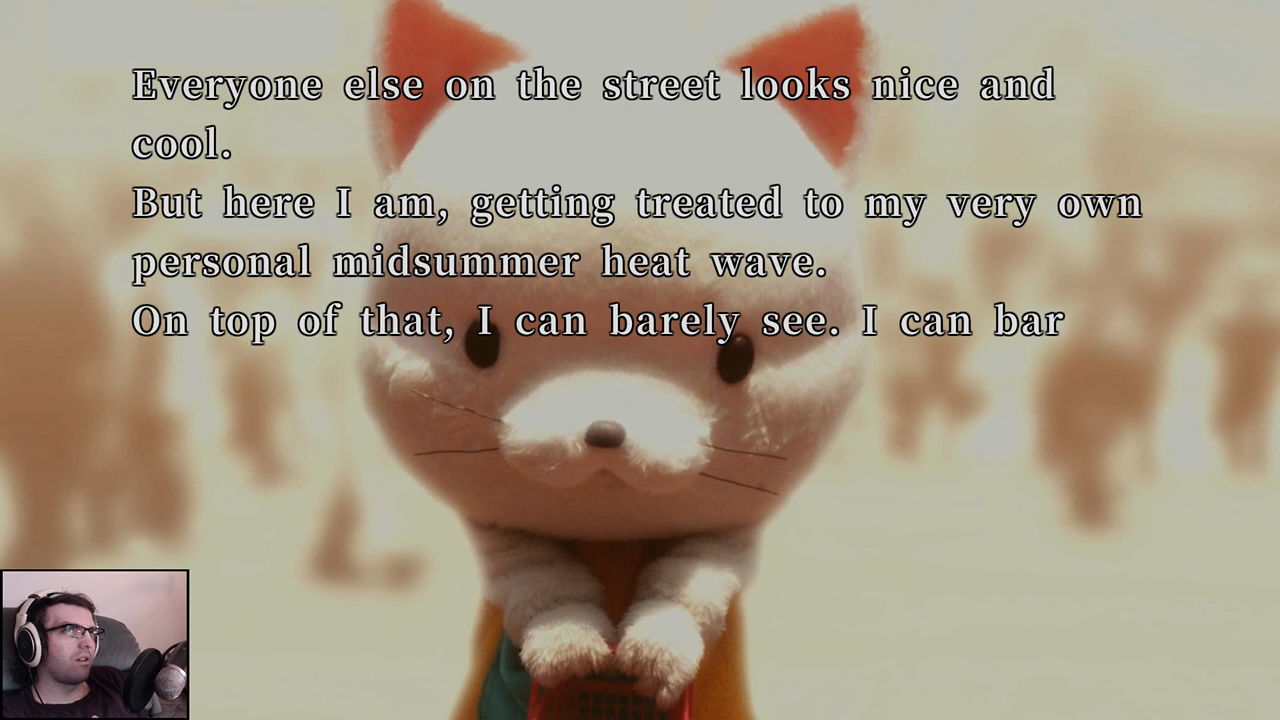 Everyone else on the street looks nice and
cool.
But here I am, getting treated to my very own
personal midsummer heat wave.
On top of that, I can barely see. I can bar